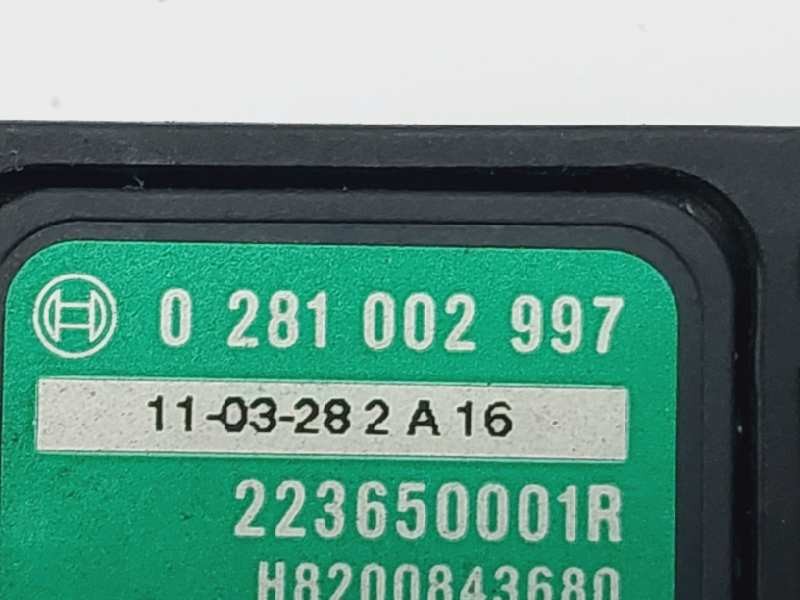 0 281 002 997
11-03-28 2 A 16
223650001R
H8200843680